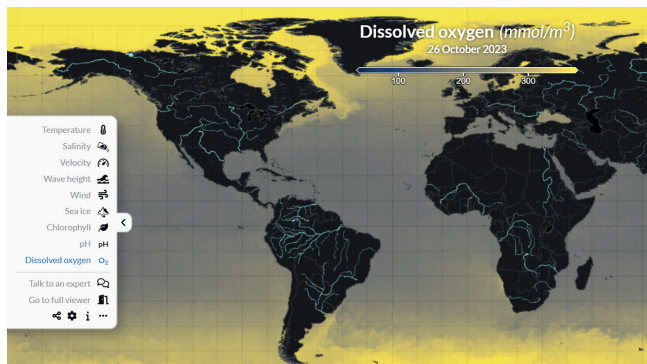 Dissolved oxygen (mmol/m³)
26 October 2023
100 200 300
Temperature
Salinity
Velocity
Wave height
Wind
Sea ice
Chlorophyll
pH pH
Dissolved oxygen O₂
Talk to an expert
Go to full viewer